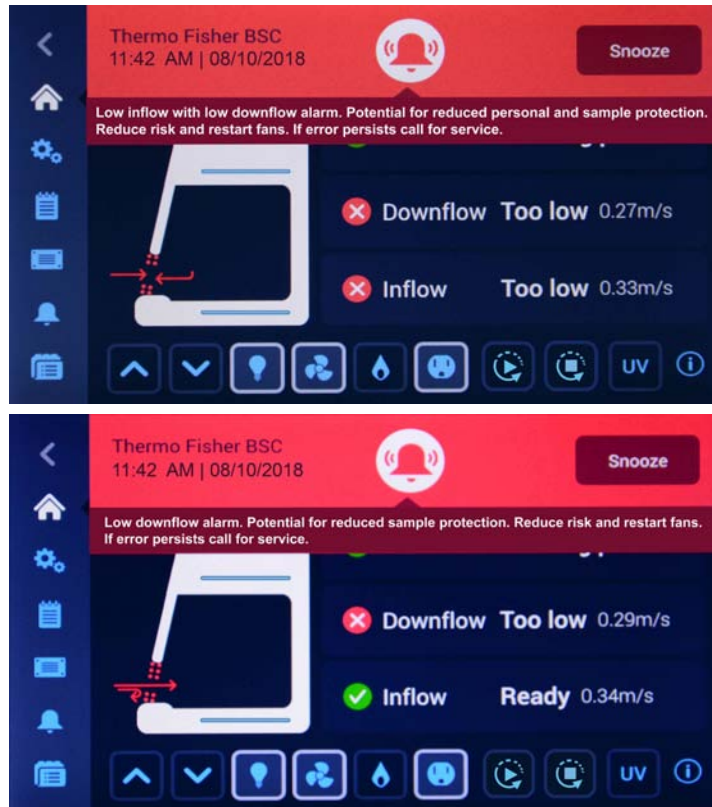 Thermo Fisher BSC
11:42 AM | 08/10/2018
Snooze
Low inflow with low downflow alarm. Potential for reduced personal and sample protection.
Reduce risk and restart fans. If error persists call for service.
Downflow Too low 0.27m/s
Inflow Too low 0.33m/s
UV
Thermo Fisher BSC
11:42 AM | 08/10/2018
Snooze
Low downflow alarm. Potential for reduced sample protection. Reduce risk and restart fans.
If error persists call for service.
Downflow Too low 0.29m/s
Inflow Ready 0.34m/s
UV